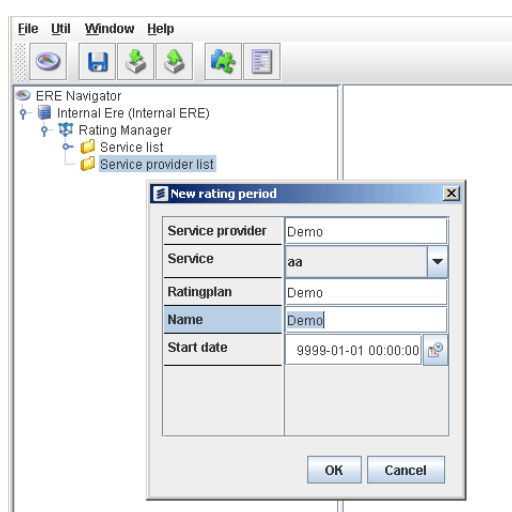 File Util Window Help
ERE Navigator
Internal Ere (Internal ERE)
Rating Manager
Service list
Service provider list
New rating period
Service provider Demo
Service aa
Ratingplan Demo
Name Demo
Start date 9999-01-01 00:00:00
OK Cancel